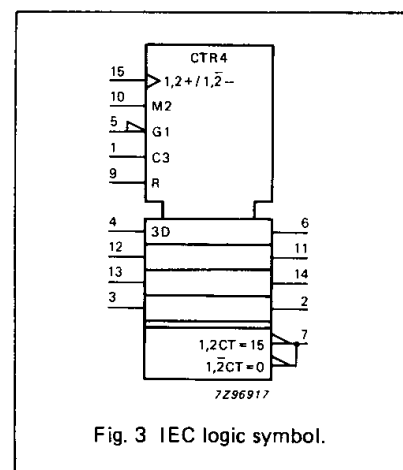 CTR4
15 1,2+/1,2̅−
10 M2
5 G1
1 C3
9 R
4 3D 6
12 11
13 14
3 2
1,2CT=15 7
1,2̅CT=0
7Z96917
Fig. 3 IEC logic symbol.